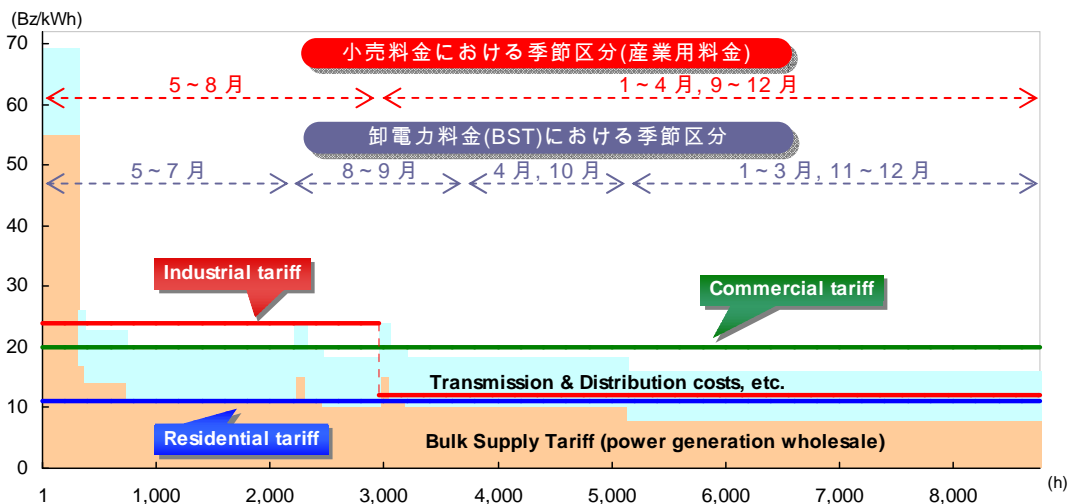 (Bz/kWh)
70
小売料金における季節区分(産業用料金)
5～8 月
1～4 月, 9～12 月
60
卸電力料金(BST)における季節区分
50
5～7 月
8～9 月
4 月, 10 月
1～3 月, 11～12 月
40
30
Industrial tariff
Commercial tariff
20
Transmission & Distribution costs, etc.
10
Residential tariff
Bulk Supply Tariff (power generation wholesale)
0
1
1,000
2,000
3,000
4,000
5,000
6,000
7,000
8,000
(h)